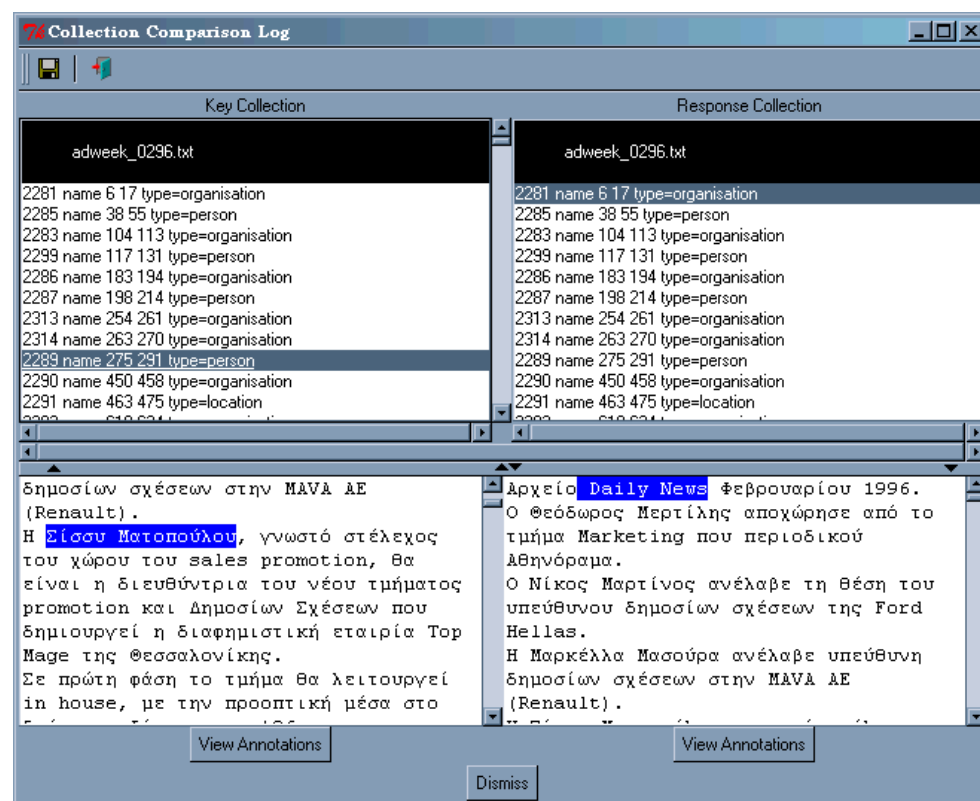 Collection Comparison Log
Key Collection
Response Collection
adweek_0296.txt
2281 name 6 17 type=organisation
2285 name 38 55 type=person
2283 name 104 113 type=organisation
2299 name 117 131 type=person
2286 name 183 194 type=organisation
2287 name 198 214 type=person
2313 name 254 261 type=organisation
2314 name 263 270 type=organisation
2289 name 275 291 type=person
2290 name 450 458 type=organisation
2291 name 463 475 type=location
adweek_0296.txt
2281 name 6 17 type=organisation
2285 name 38 55 type=person
2283 name 104 113 type=organisation
2299 name 117 131 type=person
2286 name 183 194 type=organisation
2287 name 198 214 type=person
2313 name 254 261 type=organisation
2314 name 263 270 type=organisation
2289 name 275 291 type=person
2290 name 450 458 type=organisation
2291 name 463 475 type=location
δημοσίων σχέσεων στην MAVA AE
(Renault).
Η Σίσσυ Ματοπούλου, γνωστό στέλεχος
του χώρου του sales promotion, θα
είναι η διευθύντρια του νέου τμήματος
promotion και Δημοσίων Σχέσεων που
δημιουργεί η διαφημιστική εταιρία Top
Mage της Θεσσαλονίκης.
Σε πρώτη φάση το τμήμα θα λειτουργεί
in house, με την προοπτική μέσα στο
Αρχείο Daily News Φεβρουαρίου 1996.
Ο Θεόδωρος Μερτίλης αποχώρησε από το
τμήμα Marketing που περιοδικού
Αθηνόραμα.
Ο Νίκος Μαρτίνος ανέλαβε τη θέση του
υπεύθυνου δημοσίων σχέσεων της Ford
Hellas.
Η Μαρκέλλα Μασούρα ανέλαβε υπεύθυνη
δημοσίων σχέσεων στην MAVA AE
(Renault).
View Annotations
View Annotations
Dismiss